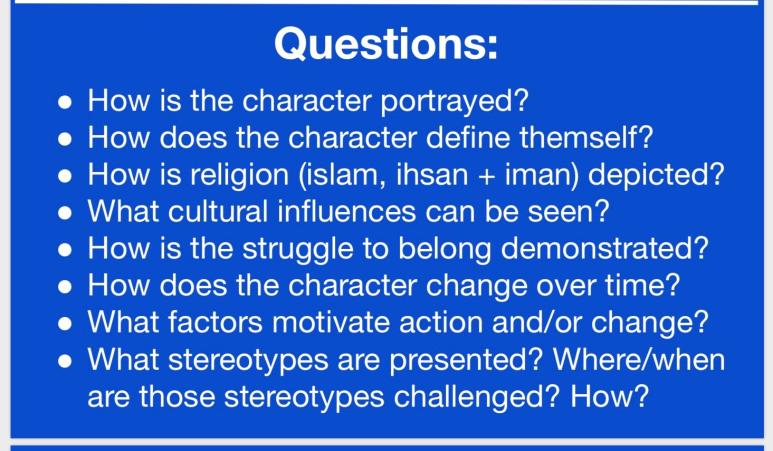 Questions:
● How is the character portrayed?
● How does the character define themself?
● How is religion (islam, ihsan + iman) depicted?
● What cultural influences can be seen?
● How is the struggle to belong demonstrated?
● How does the character change over time?
● What factors motivate action and/or change?
● What stereotypes are presented? Where/when
are those stereotypes challenged? How?